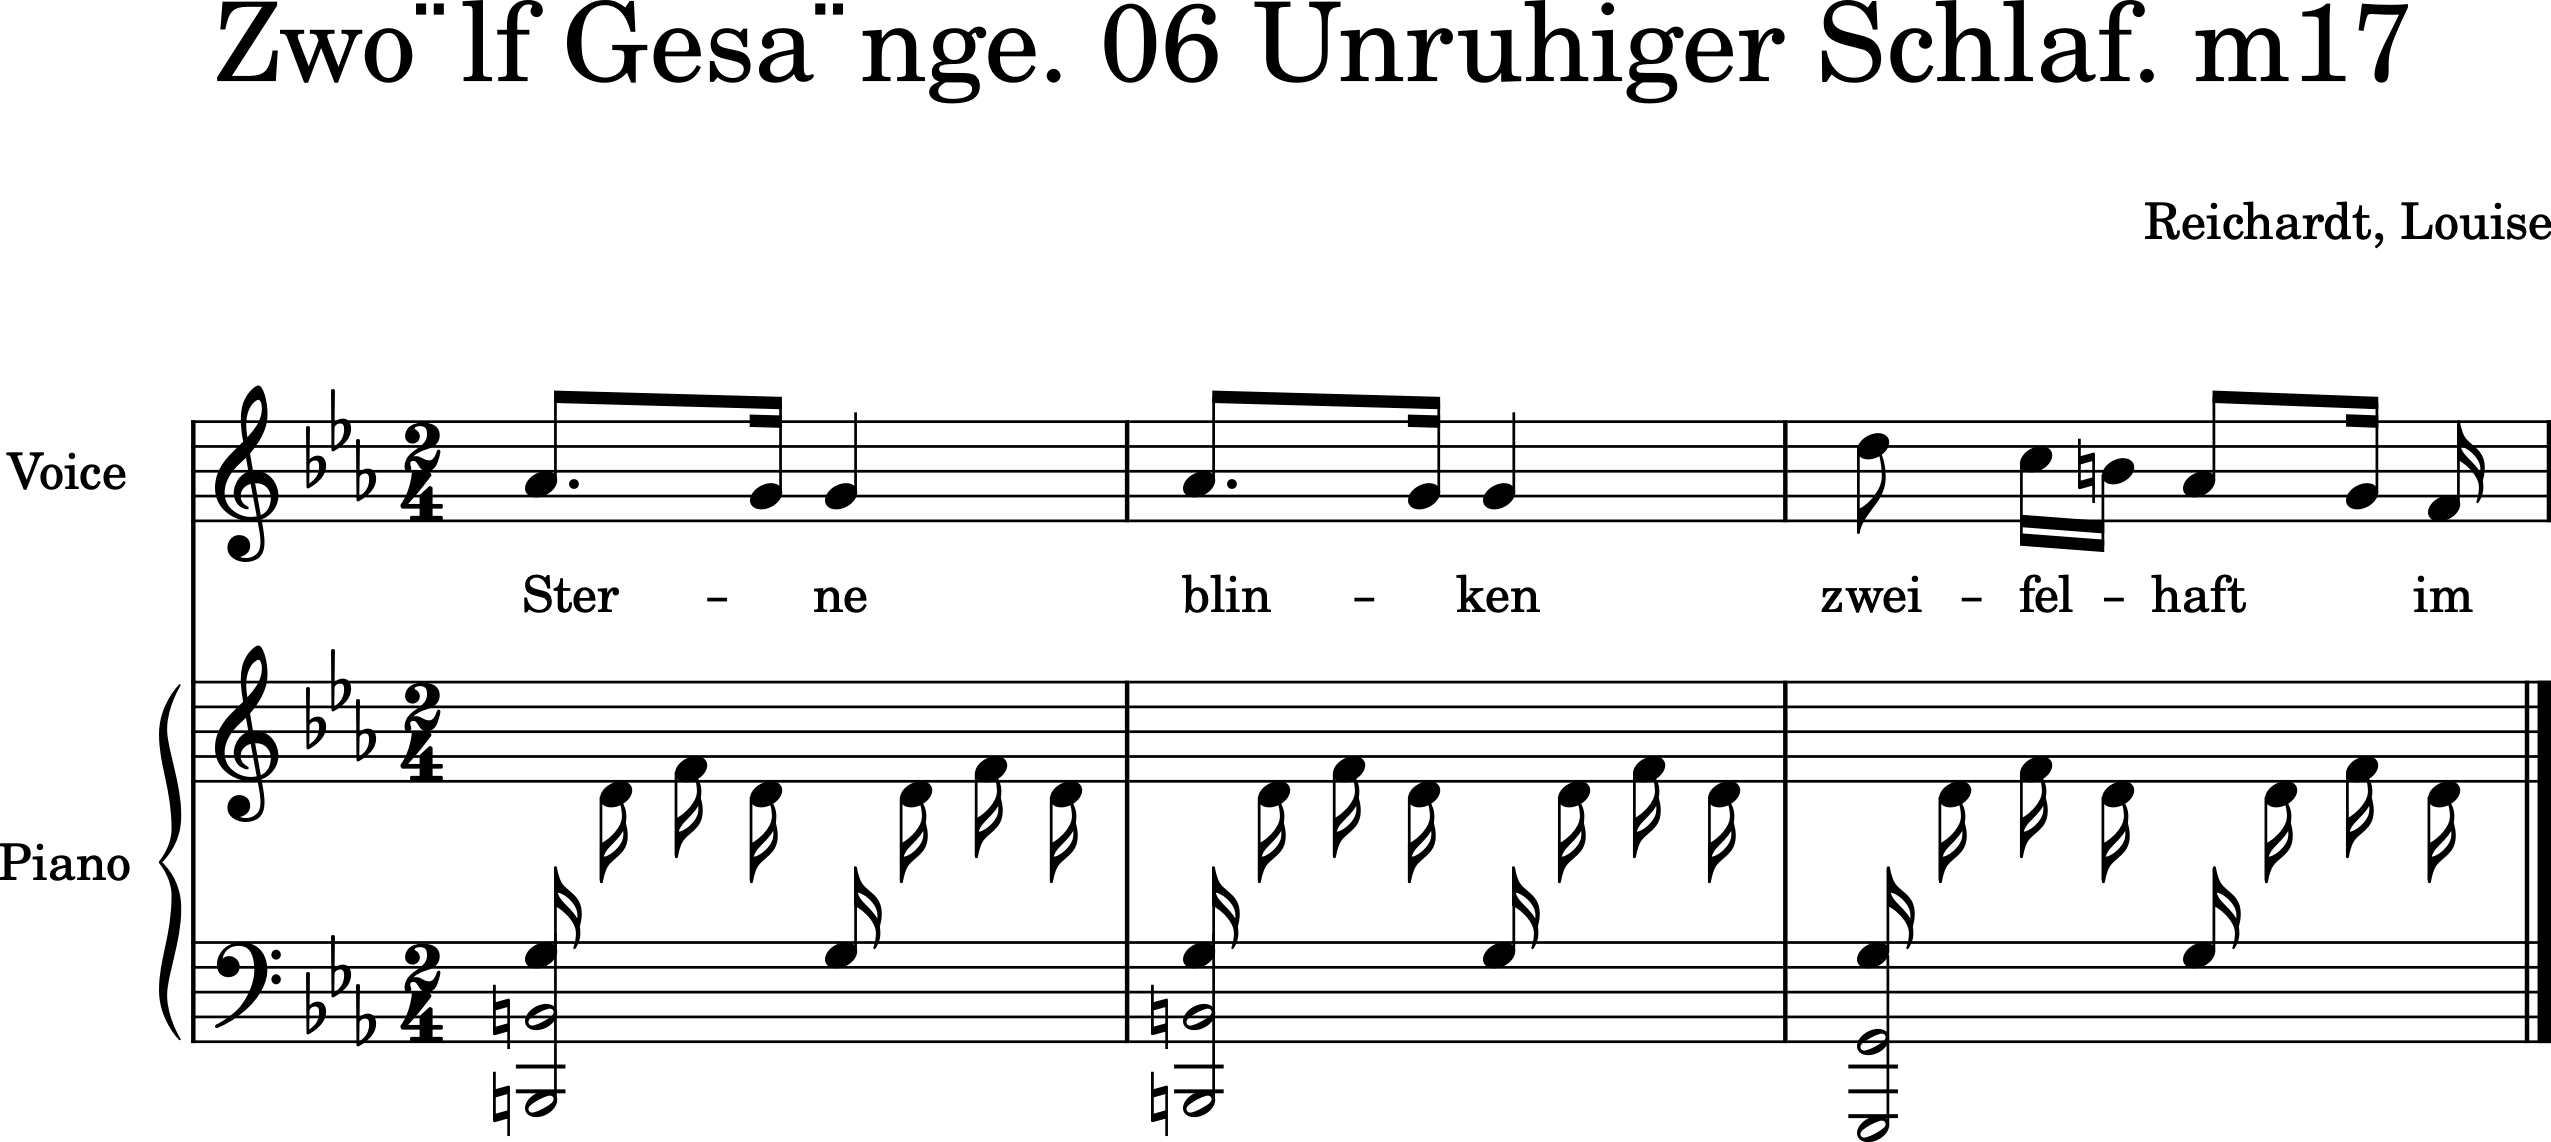 Zwo¨lf Gesa¨nge. 06 Unruhiger Schlaf. m17
Reichardt, Louise
Voice
Ster – ne blin – ken zwei – fel – haft im
Piano